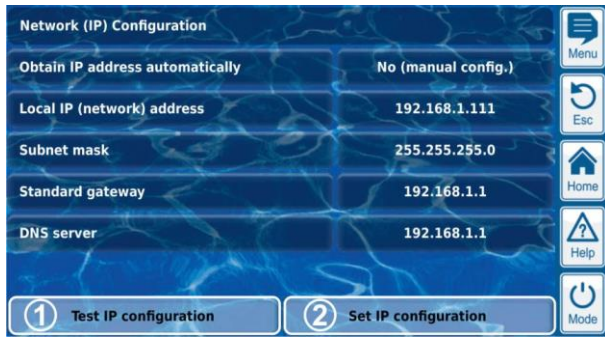 Network (IP) Configuration
Obtain IP address automatically No (manual config.)
Local IP (network) address 192.168.1.111
Subnet mask 255.255.255.0
Standard gateway 192.168.1.1
DNS server 192.168.1.1
1 Test IP configuration 2 Set IP configuration
Menu
Esc
Home
? Help
Mode